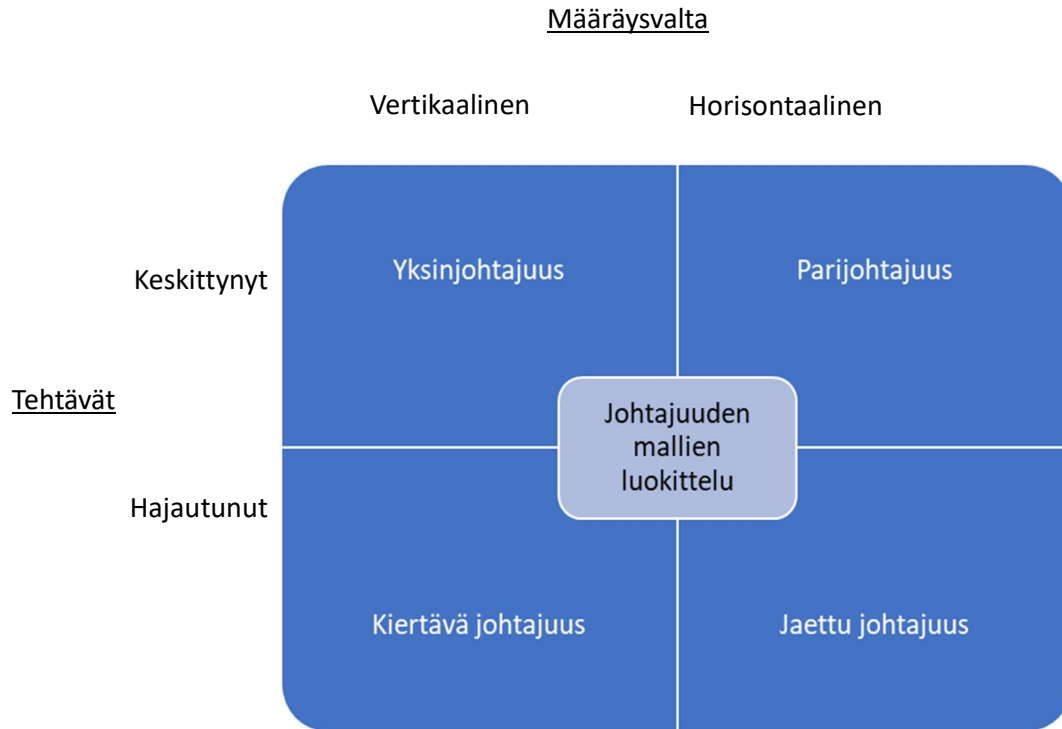 Määräysvalta
Vertikaalinen Horisontaalinen
Keskittynyt
Yksinjohtajuus Parijohtajuus
Tehtävät
Johtajuuden
mallien
luokittelu
Hajautunut
Kiertävä johtajuus Jaettu johtajuus